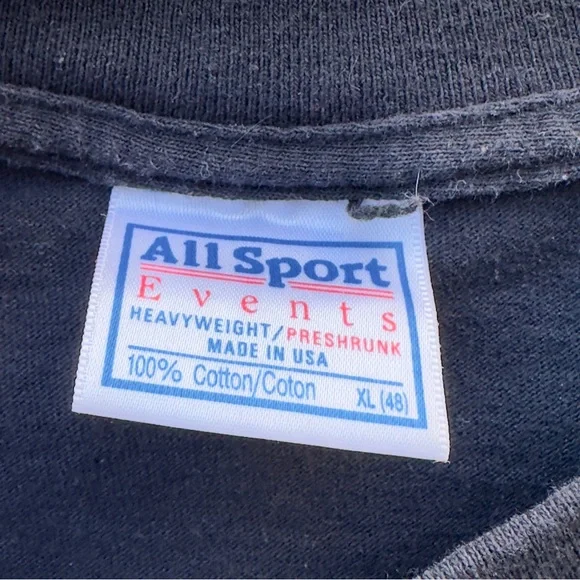 All Sport
Events
HEAVYWEIGHT/PRESHRUNK
MADE IN USA
100% Cotton/Coton XL (48)